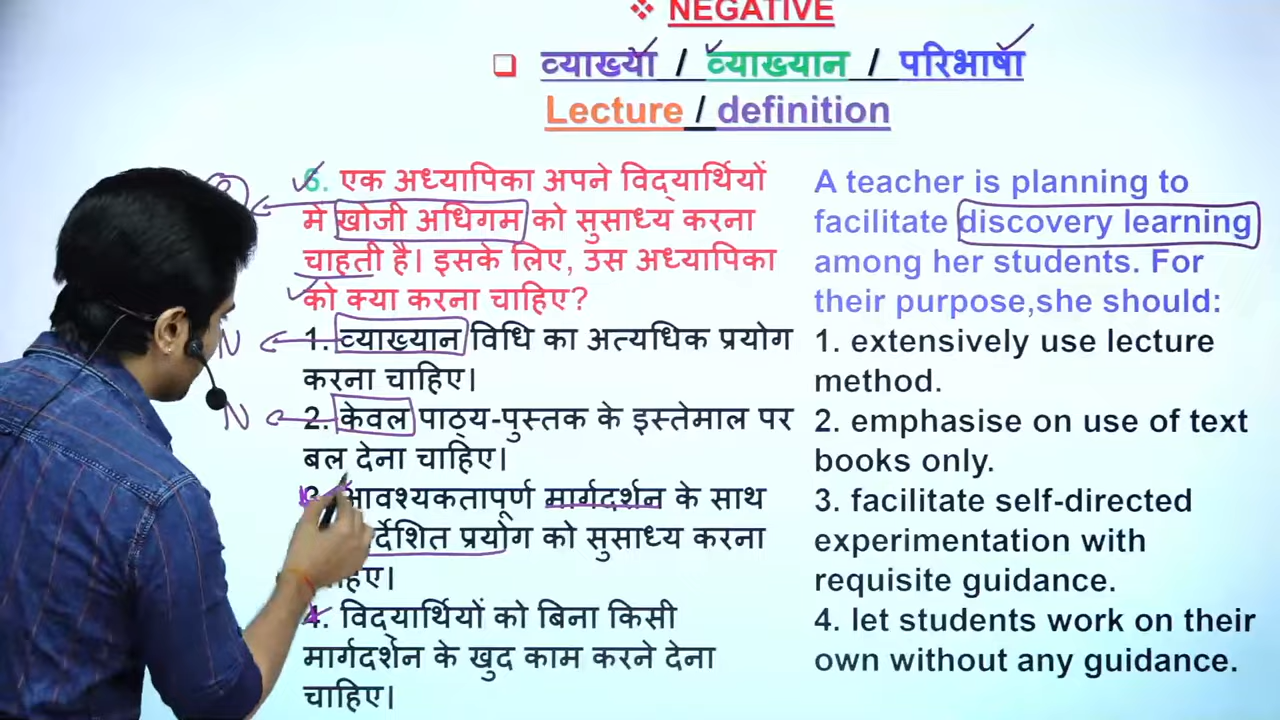 ❖ NEGATIVE
❑ व्याख्या / व्याख्यान / परिभाषा
Lecture / definition
6. एक अध्यापिका अपने विद्यार्थियों
में खोजी अधिगम को सुसाध्य करना
चाहती है। इसके लिए, उस अध्यापिका
को क्या करना चाहिए?
N 1. व्याख्यान विधि का अत्यधिक प्रयोग
करना चाहिए।
N 2. केवल पाठ्य-पुस्तक के इस्तेमाल पर
बल देना चाहिए।
आवश्यकतापूर्ण मार्गदर्शन के साथ
प्रयोग को सुसाध्य करना
4. विद्यार्थियों को बिना किसी
मार्गदर्शन के खुद काम करने देना
चाहिए।
A teacher is planning to
facilitate discovery learning
among her students. For
their purpose,she should:
1. extensively use lecture
method.
2. emphasise on use of text
books only.
3. facilitate self-directed
experimentation with
requisite guidance.
4. let students work on their
own without any guidance.